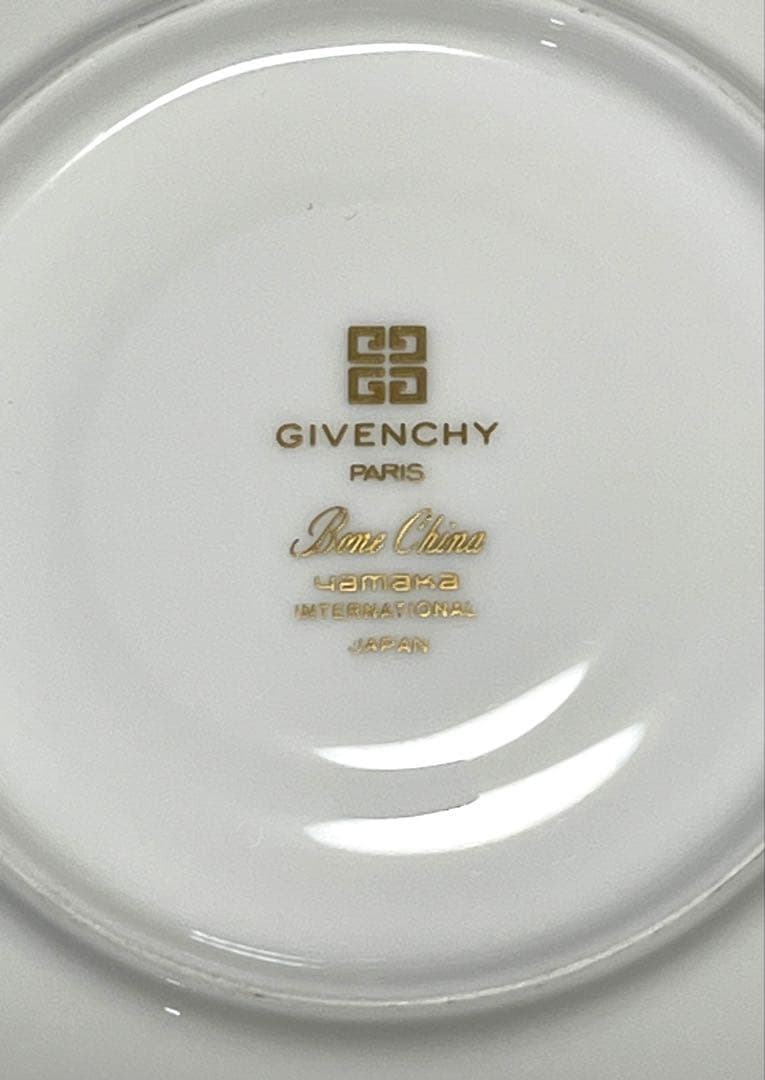 GIVENCHY
PARIS
Bone China
yamaka
INTERNATIONAL
JAPAN